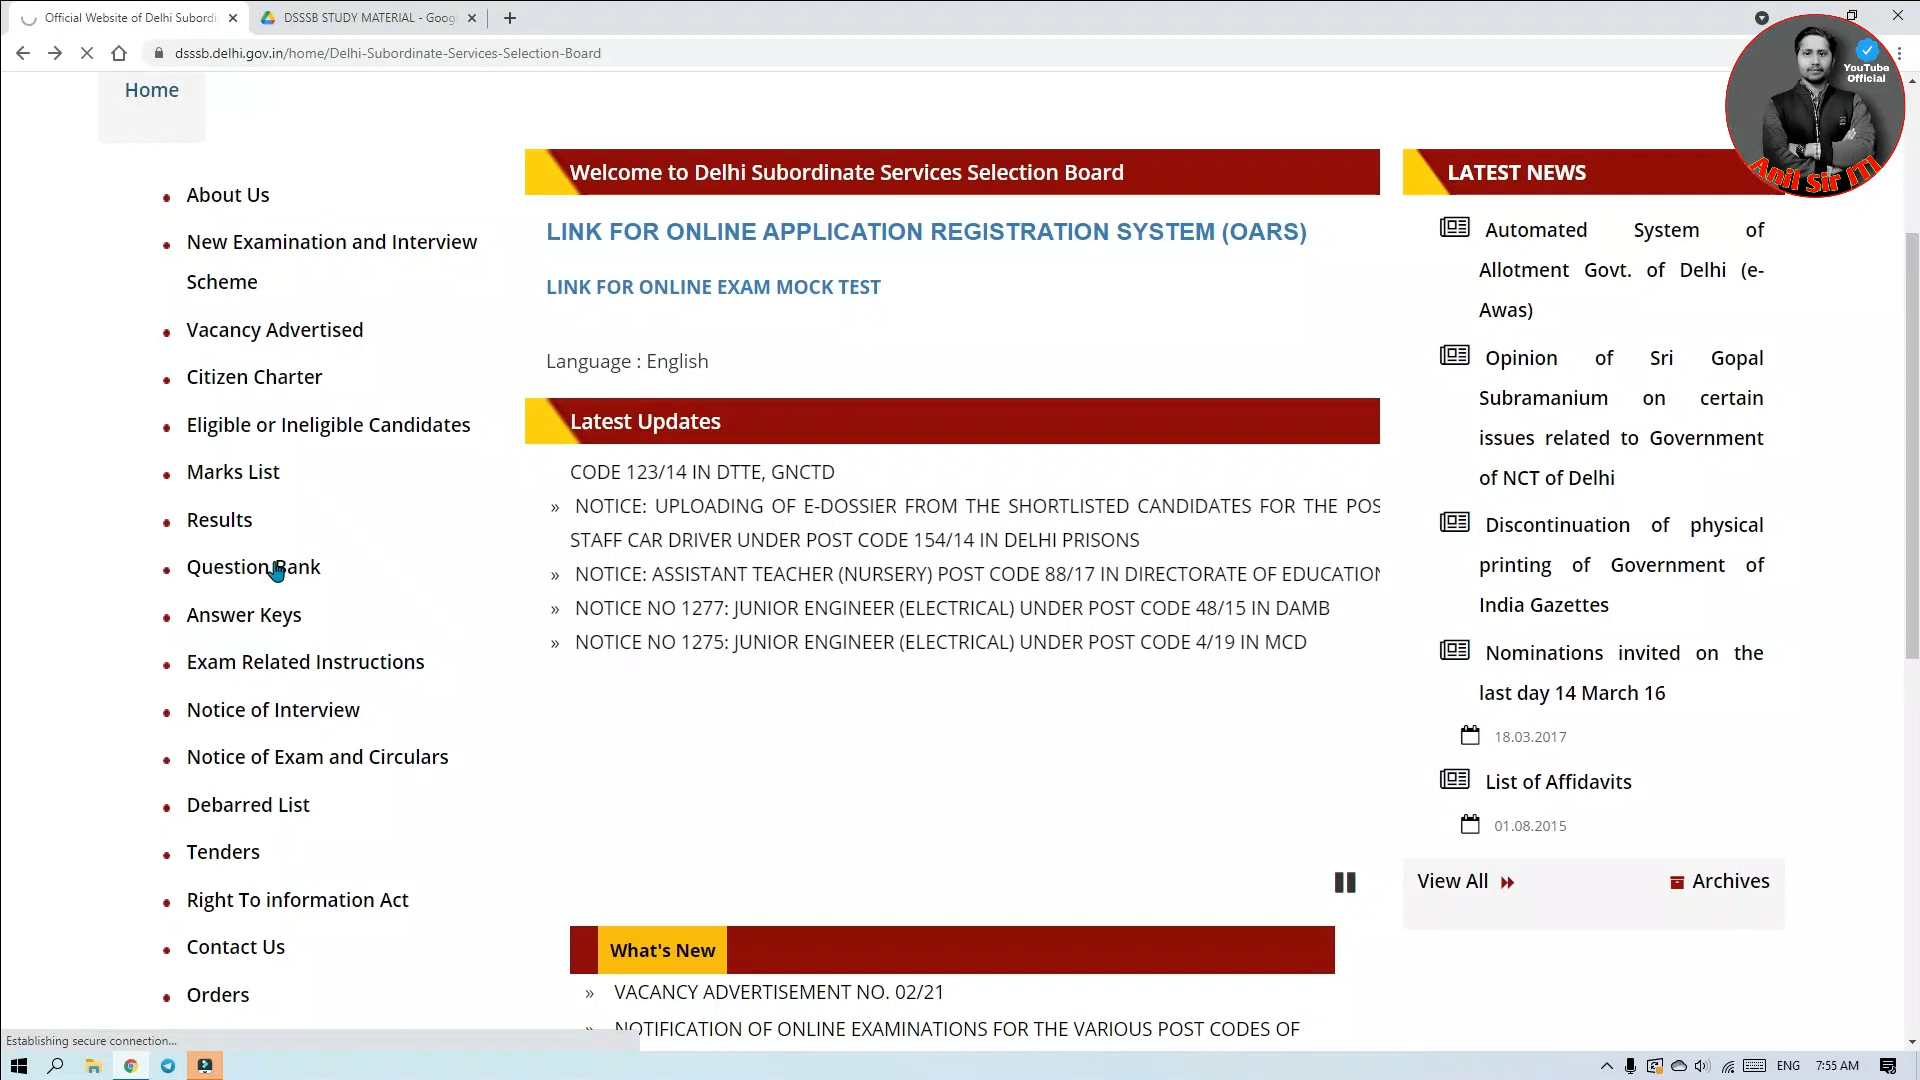 Official Website of Delhi Subordi
DSSSB STUDY MATERIAL - Goog
dsssb.delhi.gov.in/home/Delhi-Subordinate-Services-Selection-Board
YouTube
Official
Anil Sir ITI
Home
About Us
New Examination and Interview
Scheme
Vacancy Advertised
Citizen Charter
Eligible or Ineligible Candidates
Marks List
Results
Question Bank
Answer Keys
Exam Related Instructions
Notice of Interview
Notice of Exam and Circulars
Debarred List
Tenders
Right To information Act
Contact Us
Orders
Welcome to Delhi Subordinate Services Selection Board
LINK FOR ONLINE APPLICATION REGISTRATION SYSTEM (OARS)
LINK FOR ONLINE EXAM MOCK TEST
Language : English
Latest Updates
CODE 123/14 IN DTTE, GNCTD
» NOTICE: UPLOADING OF E-DOSSIER FROM THE SHORTLISTED CANDIDATES FOR THE POS
STAFF CAR DRIVER UNDER POST CODE 154/14 IN DELHI PRISONS
» NOTICE: ASSISTANT TEACHER (NURSERY) POST CODE 88/17 IN DIRECTORATE OF EDUCATION
» NOTICE NO 1277: JUNIOR ENGINEER (ELECTRICAL) UNDER POST CODE 48/15 IN DAMB
» NOTICE NO 1275: JUNIOR ENGINEER (ELECTRICAL) UNDER POST CODE 4/19 IN MCD
What's New
» VACANCY ADVERTISEMENT NO. 02/21
» NOTIFICATION OF ONLINE EXAMINATIONS FOR THE VARIOUS POST CODES OF
LATEST NEWS
Automated System of
Allotment Govt. of Delhi (e-
Awas)
Opinion of Sri Gopal
Subramanium on certain
issues related to Government
of NCT of Delhi
Discontinuation of physical
printing of Government of
India Gazettes
Nominations invited on the
last day 14 March 16
18.03.2017
List of Affidavits
01.08.2015
View All
Archives
Establishing secure connection...
ENG
7:55 AM